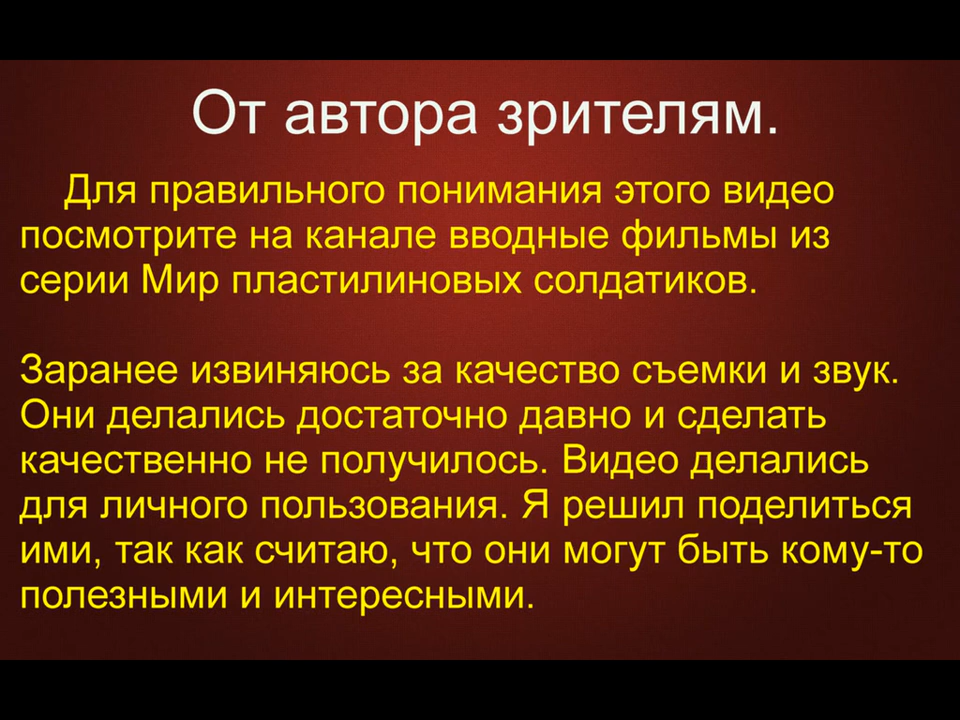 От автора зрителям.
Для правильного понимания этого видео
посмотрите на канале вводные фильмы из
серии Мир пластилиновых солдатиков.
Заранее извиняюсь за качество съемки и звук.
Они делались достаточно давно и сделать
качественно не получилось. Видео делались
для личного пользования. Я решил поделиться
ими, так как считаю, что они могут быть кому-то
полезными и интересными.